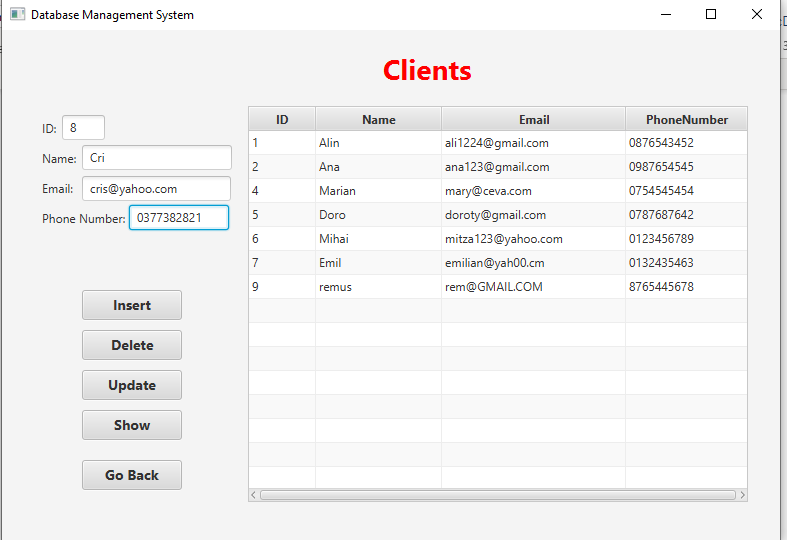 Database Management System
Clients
ID: 8
Name: Cri
Email: cris@yahoo.com
Phone Number: 0377382821
Insert
Delete
Update
Show
Go Back
ID Name Email PhoneNumber
1 Alin ali1224@gmail.com 0876543452
2 Ana ana123@gmail.com 0987654545
4 Marian mary@ceva.com 0754545454
5 Doro doroty@gmail.com 0787687642
6 Mihai mitza123@yahoo.com 0123456789
7 Emil emilian@yah00.cm 0132435463
9 remus rem@GMAIL.COM 8765445678